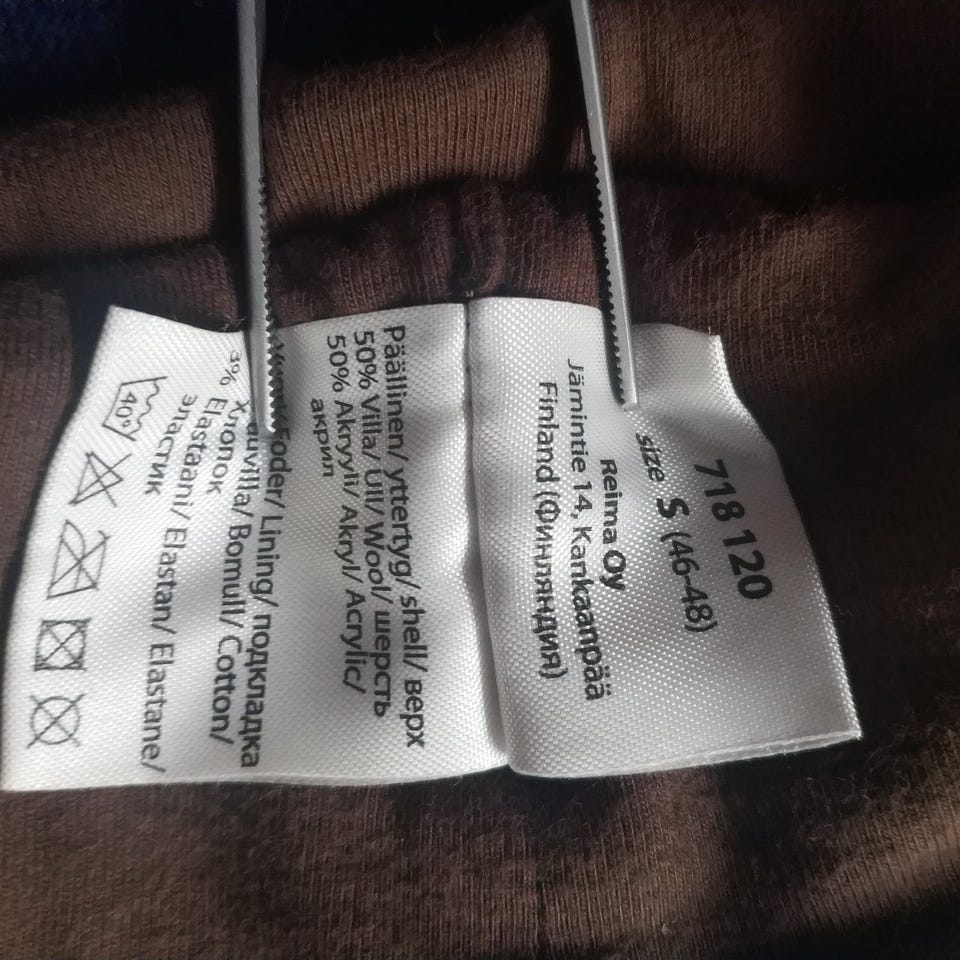 718 120
size S (46-48)
Reima Oy
Jämintie 14, Kankaanpää
Finland (Финляндия)
Päällinen/ yttertyg/ shell/ верх
50% Villa/ Ull/ Wool/ шерсть
50% Akryyli/ Akryl/ Acrylic/
акрил
Foder/ Lining/ подкладка
Bomull/ Cotton/
хлопок
3% Elastaani/ Elastan/ Elastane/
эластик
40°